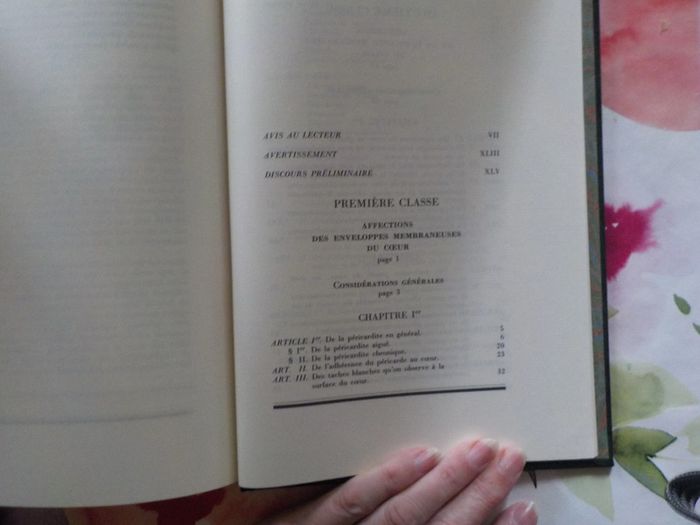 AVIS AU LECTEUR VII
AVERTISSEMENT XLIII
DISCOURS PRÉLIMINAIRE XLV
PREMIÈRE CLASSE
AFFECTIONS
DES ENVELOPPES MEMBRANEUSES
DU CŒUR
page 1
CONSIDÉRATIONS GÉNÉRALES
page 3
CHAPITRE Ier
ARTICLE Ier. De la péricardite en général. 5
§ Ier. De la péricardite aiguë. 6
§ II. De la péricardite chronique. 20
ART. II. De l'adhérence du péricarde au cœur. 23
ART. III. Des taches blanches qu'on observe à la
surface du cœur. 32